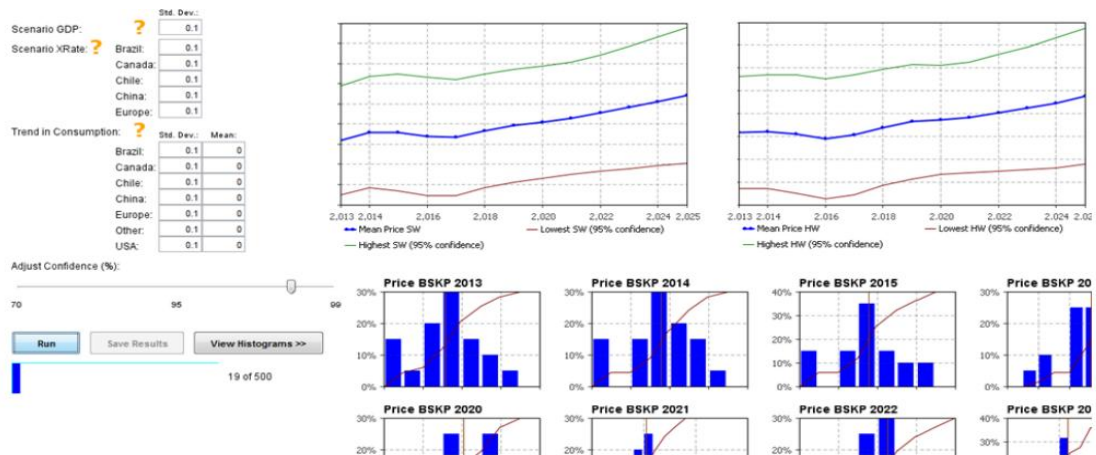 Std. Dev.:
Scenario GDP: ? 0.1
Scenario XRate: ? Brazil: 0.1
Canada: 0.1
Chile: 0.1
China: 0.1
Europe: 0.1
Trend in Consumption: ? Std. Dev.: Mean:
Brazil: 0.1 0
Canada: 0.1 0
Chile: 0.1 0
China: 0.1 0
Europe: 0.1 0
Other: 0.1 0
USA: 0.1 0
Adjust Confidence (%):
70 95 99
Run Save Results View Histograms >>
19 of 500
2,013 2,014 2,016 2,018 2,020 2,022 2,024 2,025
Mean Price SW Lowest SW (95% confidence)
Highest SW (95% confidence)
2,013 2,014 2,016 2,018 2,020 2,022 2,024 2,02
Mean Price HW Lowest HW (95% confidence)
Highest HW (95% confidence)
Price BSKP 2013
30%
20%
10%
0%
Price BSKP 2014
30%
20%
10%
0%
Price BSKP 2015
40%
30%
20%
10%
0%
Price BSKP 20
30%
20%
10%
0%
Price BSKP 2020
30%
20%
Price BSKP 2021
30%
20%
Price BSKP 2022
30%
20%
Price BSKP 20
40%
30%